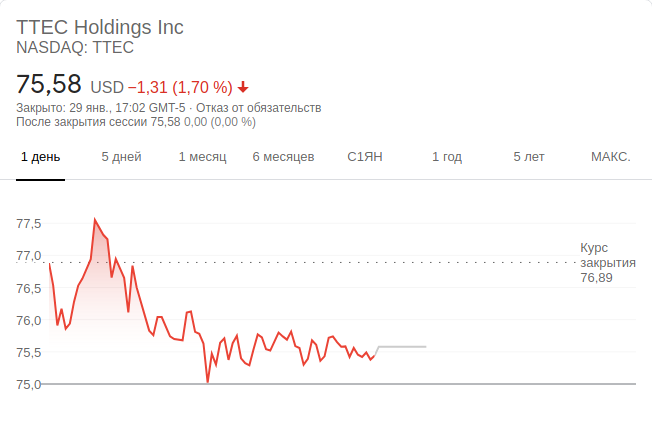 TTEC Holdings Inc
NASDAQ: TTEC
75,58 USD −1,31 (1,70 %)
Закрыто: 29 янв., 17:02 GMT-5 · Отказ от обязательств
После закрытия сессии 75,58 0,00 (0,00 %)
1 день 5 дней 1 месяц 6 месяцев С1ЯН 1 год 5 лет МАКС.
77,5
77,0
76,5
76,0
75,5
75,0
Курс
закрытия
76,89